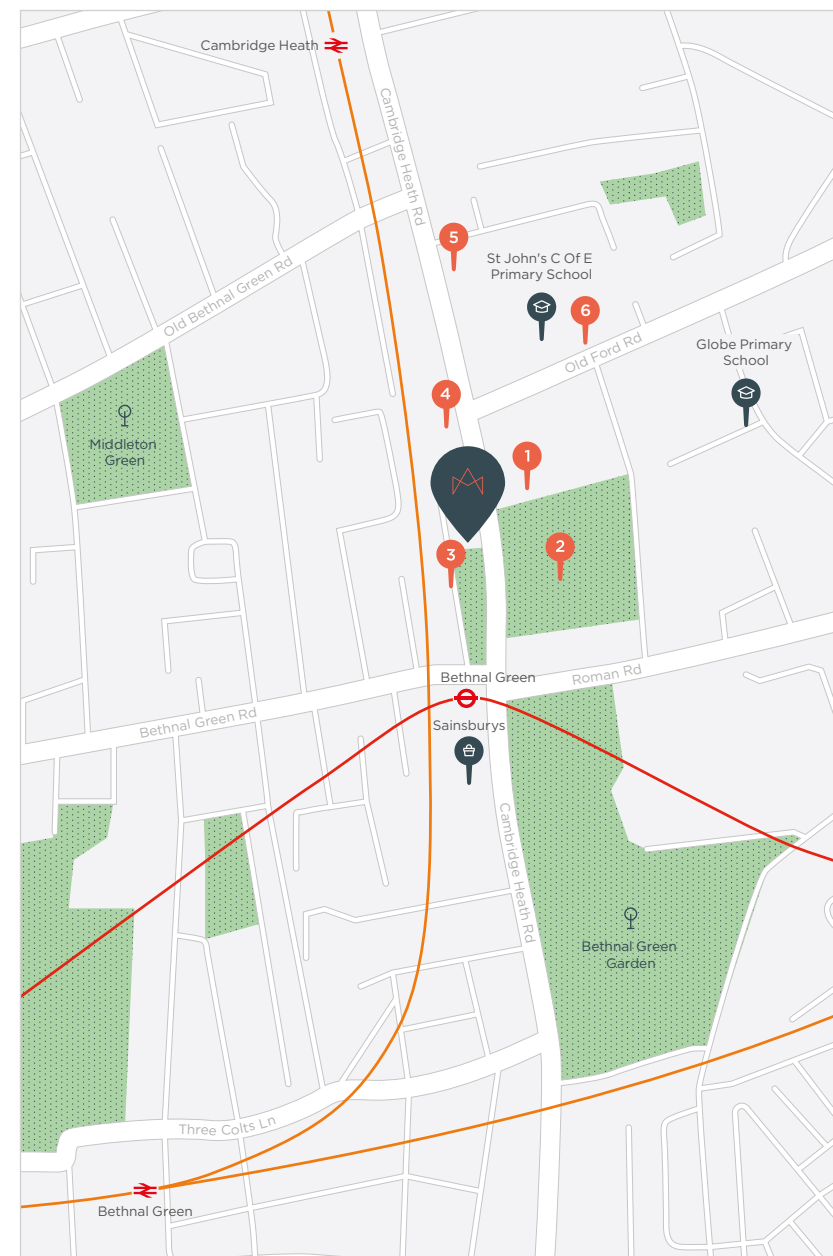 Cambridge Heath
Cambridge Heath Rd
5
St John's C Of E
Primary School
Old Bethnal Green Rd
6
Old Ford Rd
Globe Primary
School
4
Middleton
Green
1
3
2
Bethnal Green
Roman Rd
Bethnal Green Rd
Sainsburys
Cambridge Heath Rd
Bethnal Green
Garden
Three Colts Ln
Bethnal Green